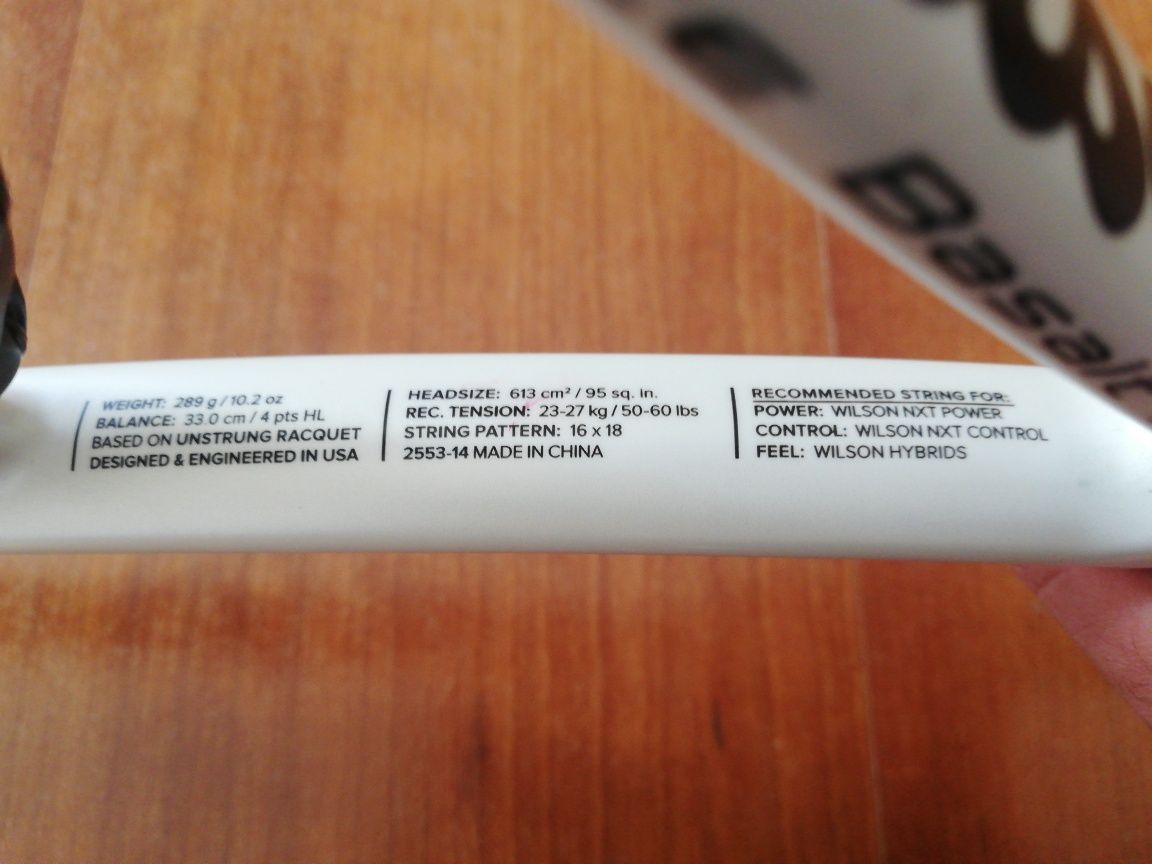 WEIGHT: 289 g / 10.2 oz
BALANCE: 33.0 cm / 4 pts HL
BASED ON UNSTRUNG RACQUET
DESIGNED & ENGINEERED IN USA
HEADSIZE: 613 cm² / 95 sq. in.
REC. TENSION: 23-27 kg / 50-60 lbs
STRING PATTERN: 16 x 18
2553-14 MADE IN CHINA
RECOMMENDED STRING FOR:
POWER: WILSON NXT POWER
CONTROL: WILSON NXT CONTROL
FEEL: WILSON HYBRIDS
Basalt